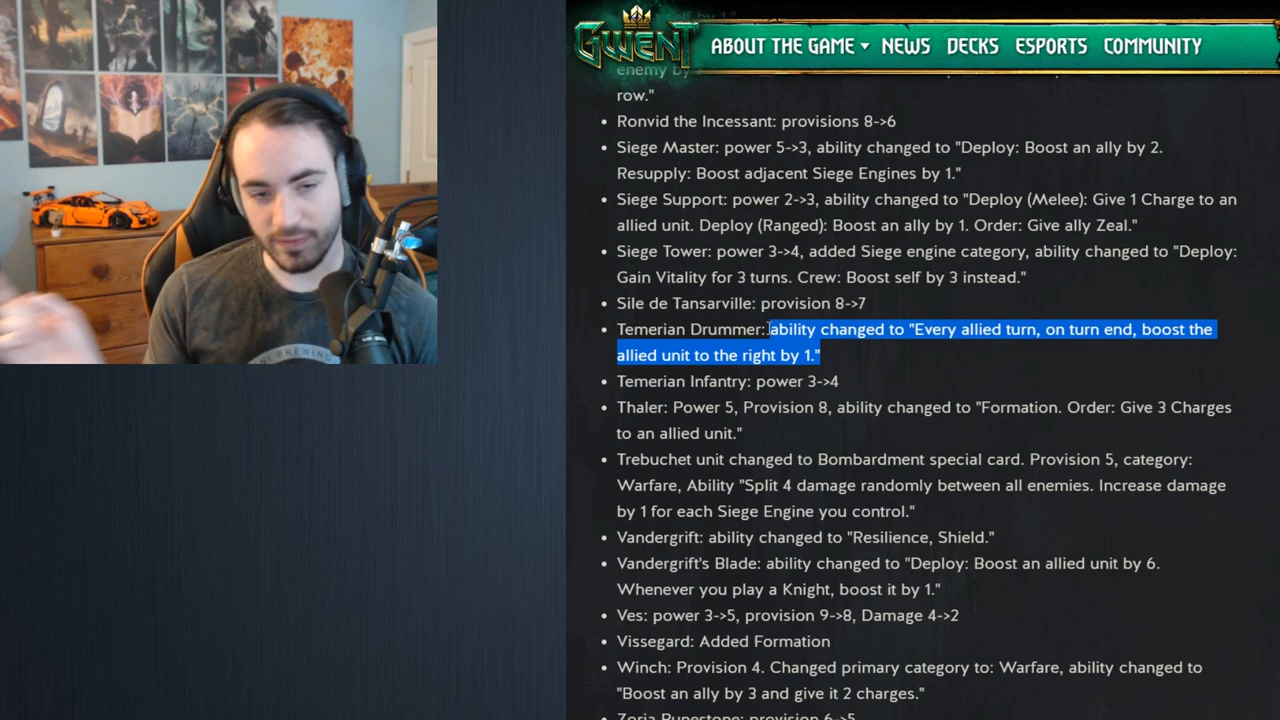 GWENT
ABOUT THE GAME NEWS DECKS ESPORTS COMMUNITY
enemy by
row."
Ronvid the Incessant: provisions 8->6
Siege Master: power 5->3, ability changed to "Deploy: Boost an ally by 2.
Resupply: Boost adjacent Siege Engines by 1."
Siege Support: power 2->3, ability changed to "Deploy (Melee): Give 1 Charge to an
allied unit. Deploy (Ranged): Boost an ally by 1. Order: Give ally Zeal."
Siege Tower: power 3->4, added Siege engine category, ability changed to "Deploy:
Gain Vitality for 3 turns. Crew: Boost self by 3 instead."
Sile de Tansarville: provision 8->7
Temerian Drummer: ability changed to "Every allied turn, on turn end, boost the
allied unit to the right by 1."
Temerian Infantry: power 3->4
Thaler: Power 5, Provision 8, ability changed to "Formation. Order: Give 3 Charges
to an allied unit."
Trebuchet unit changed to Bombardment special card. Provision 5, category:
Warfare, Ability "Split 4 damage randomly between all enemies. Increase damage
by 1 for each Siege Engine you control."
Vandergrift: ability changed to "Resilience, Shield."
Vandergrift's Blade: ability changed to "Deploy: Boost an allied unit by 6.
Whenever you play a Knight, boost it by 1."
Ves: power 3->5, provision 9->8, Damage 4->2
Vissegard: Added Formation
Winch: Provision 4. Changed primary category to: Warfare, ability changed to
"Boost an ally by 3 and give it 2 charges."
Zoria Runestone: provision 6->5